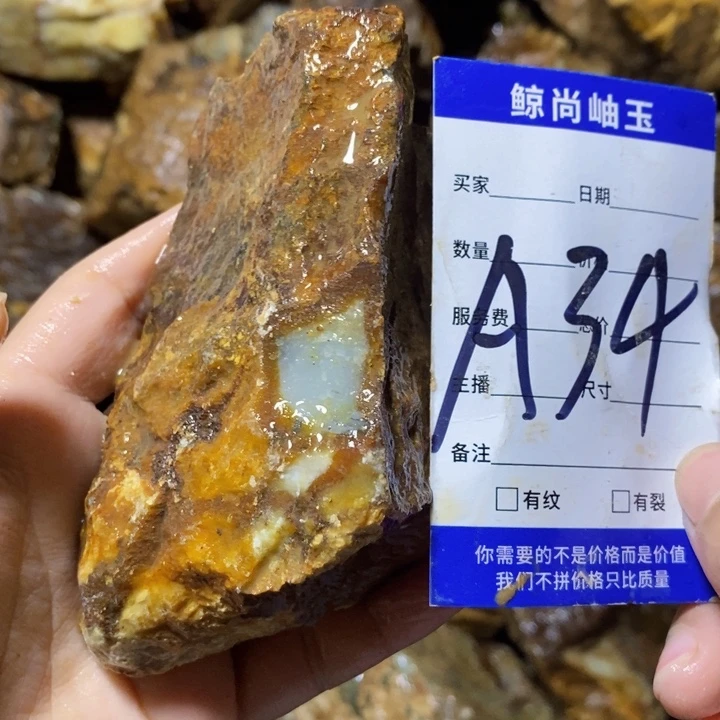 鲸尚岫玉
买家 日期
数量 价
A34
服务费 总价
主播 尺寸
备注
□有纹 □有裂
你需要的不是价格而是价值
我们不拼价格只比质量